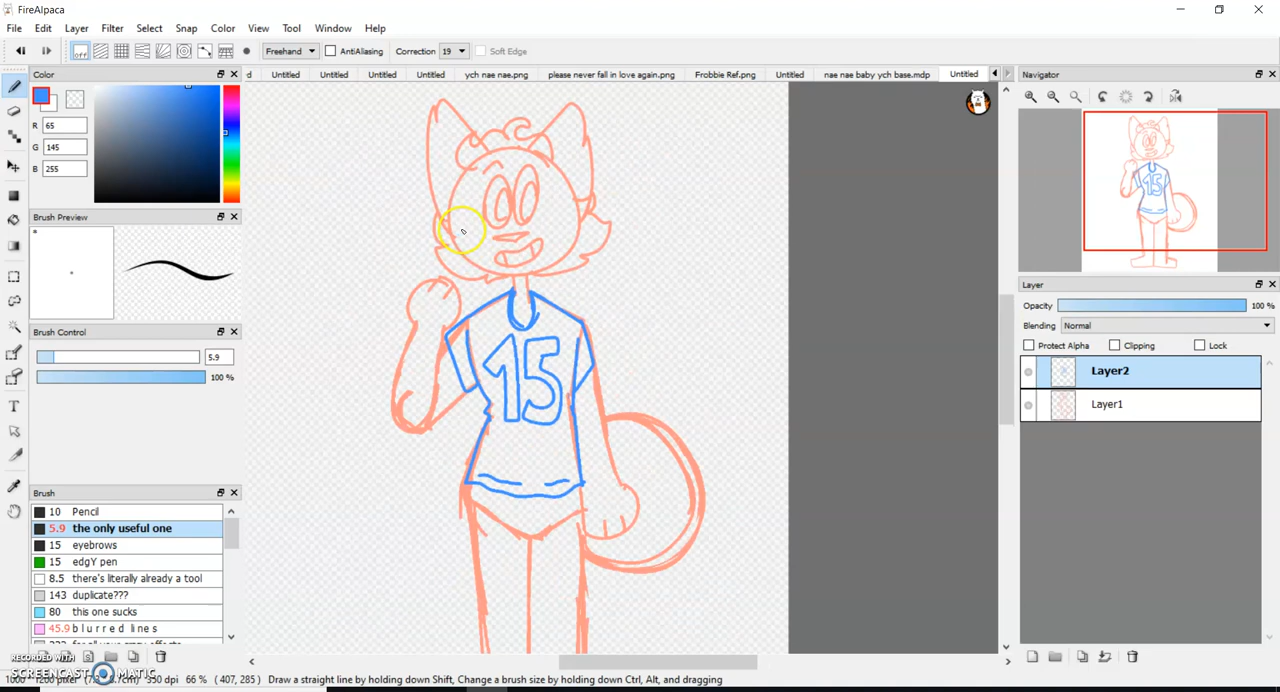 FireAlpaca
File Edit Layer Filter Select Snap Color View Tool Window Help
off Freehand AntiAliasing Correction 19 Soft Edge
Color d Untitled Untitled Untitled Untitled ych nae nae.png please never fall in love again.png Frobbie Ref.png Untitled nae nae baby ych base.mdp Untitled Navigator
R 65
G 145
B 255
Brush Preview
Layer
Opacity 100 %
Brush Control Blending Normal
Protect Alpha Clipping Lock
5.9 Layer2
100 %
Layer1
15
Brush
10 Pencil
5.9 the only useful one
15 eyebrows
15 edgY pen
8.5 there's literally already a tool
143 duplicate???
80 this one sucks
45.9 b l u r r e d l i n e s
RECORDED WITH
SCREENCAST MATIC
66 % ( 407, 285 ) Draw a straight line by holding down Shift, Change a brush size by holding down Ctrl, Alt, and dragging